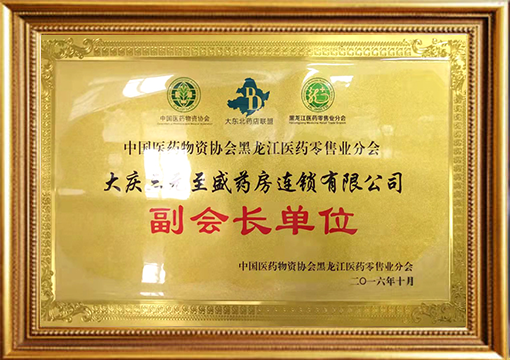 中国医药物资协会
大东北药店联盟
黑龙江医药零售业分会
中国医药物资协会黑龙江医药零售业分会
大庆 至盛药房连锁有限公司
副会长单位
中国医药物资协会黑龙江医药零售业分会
二〇一六年十月